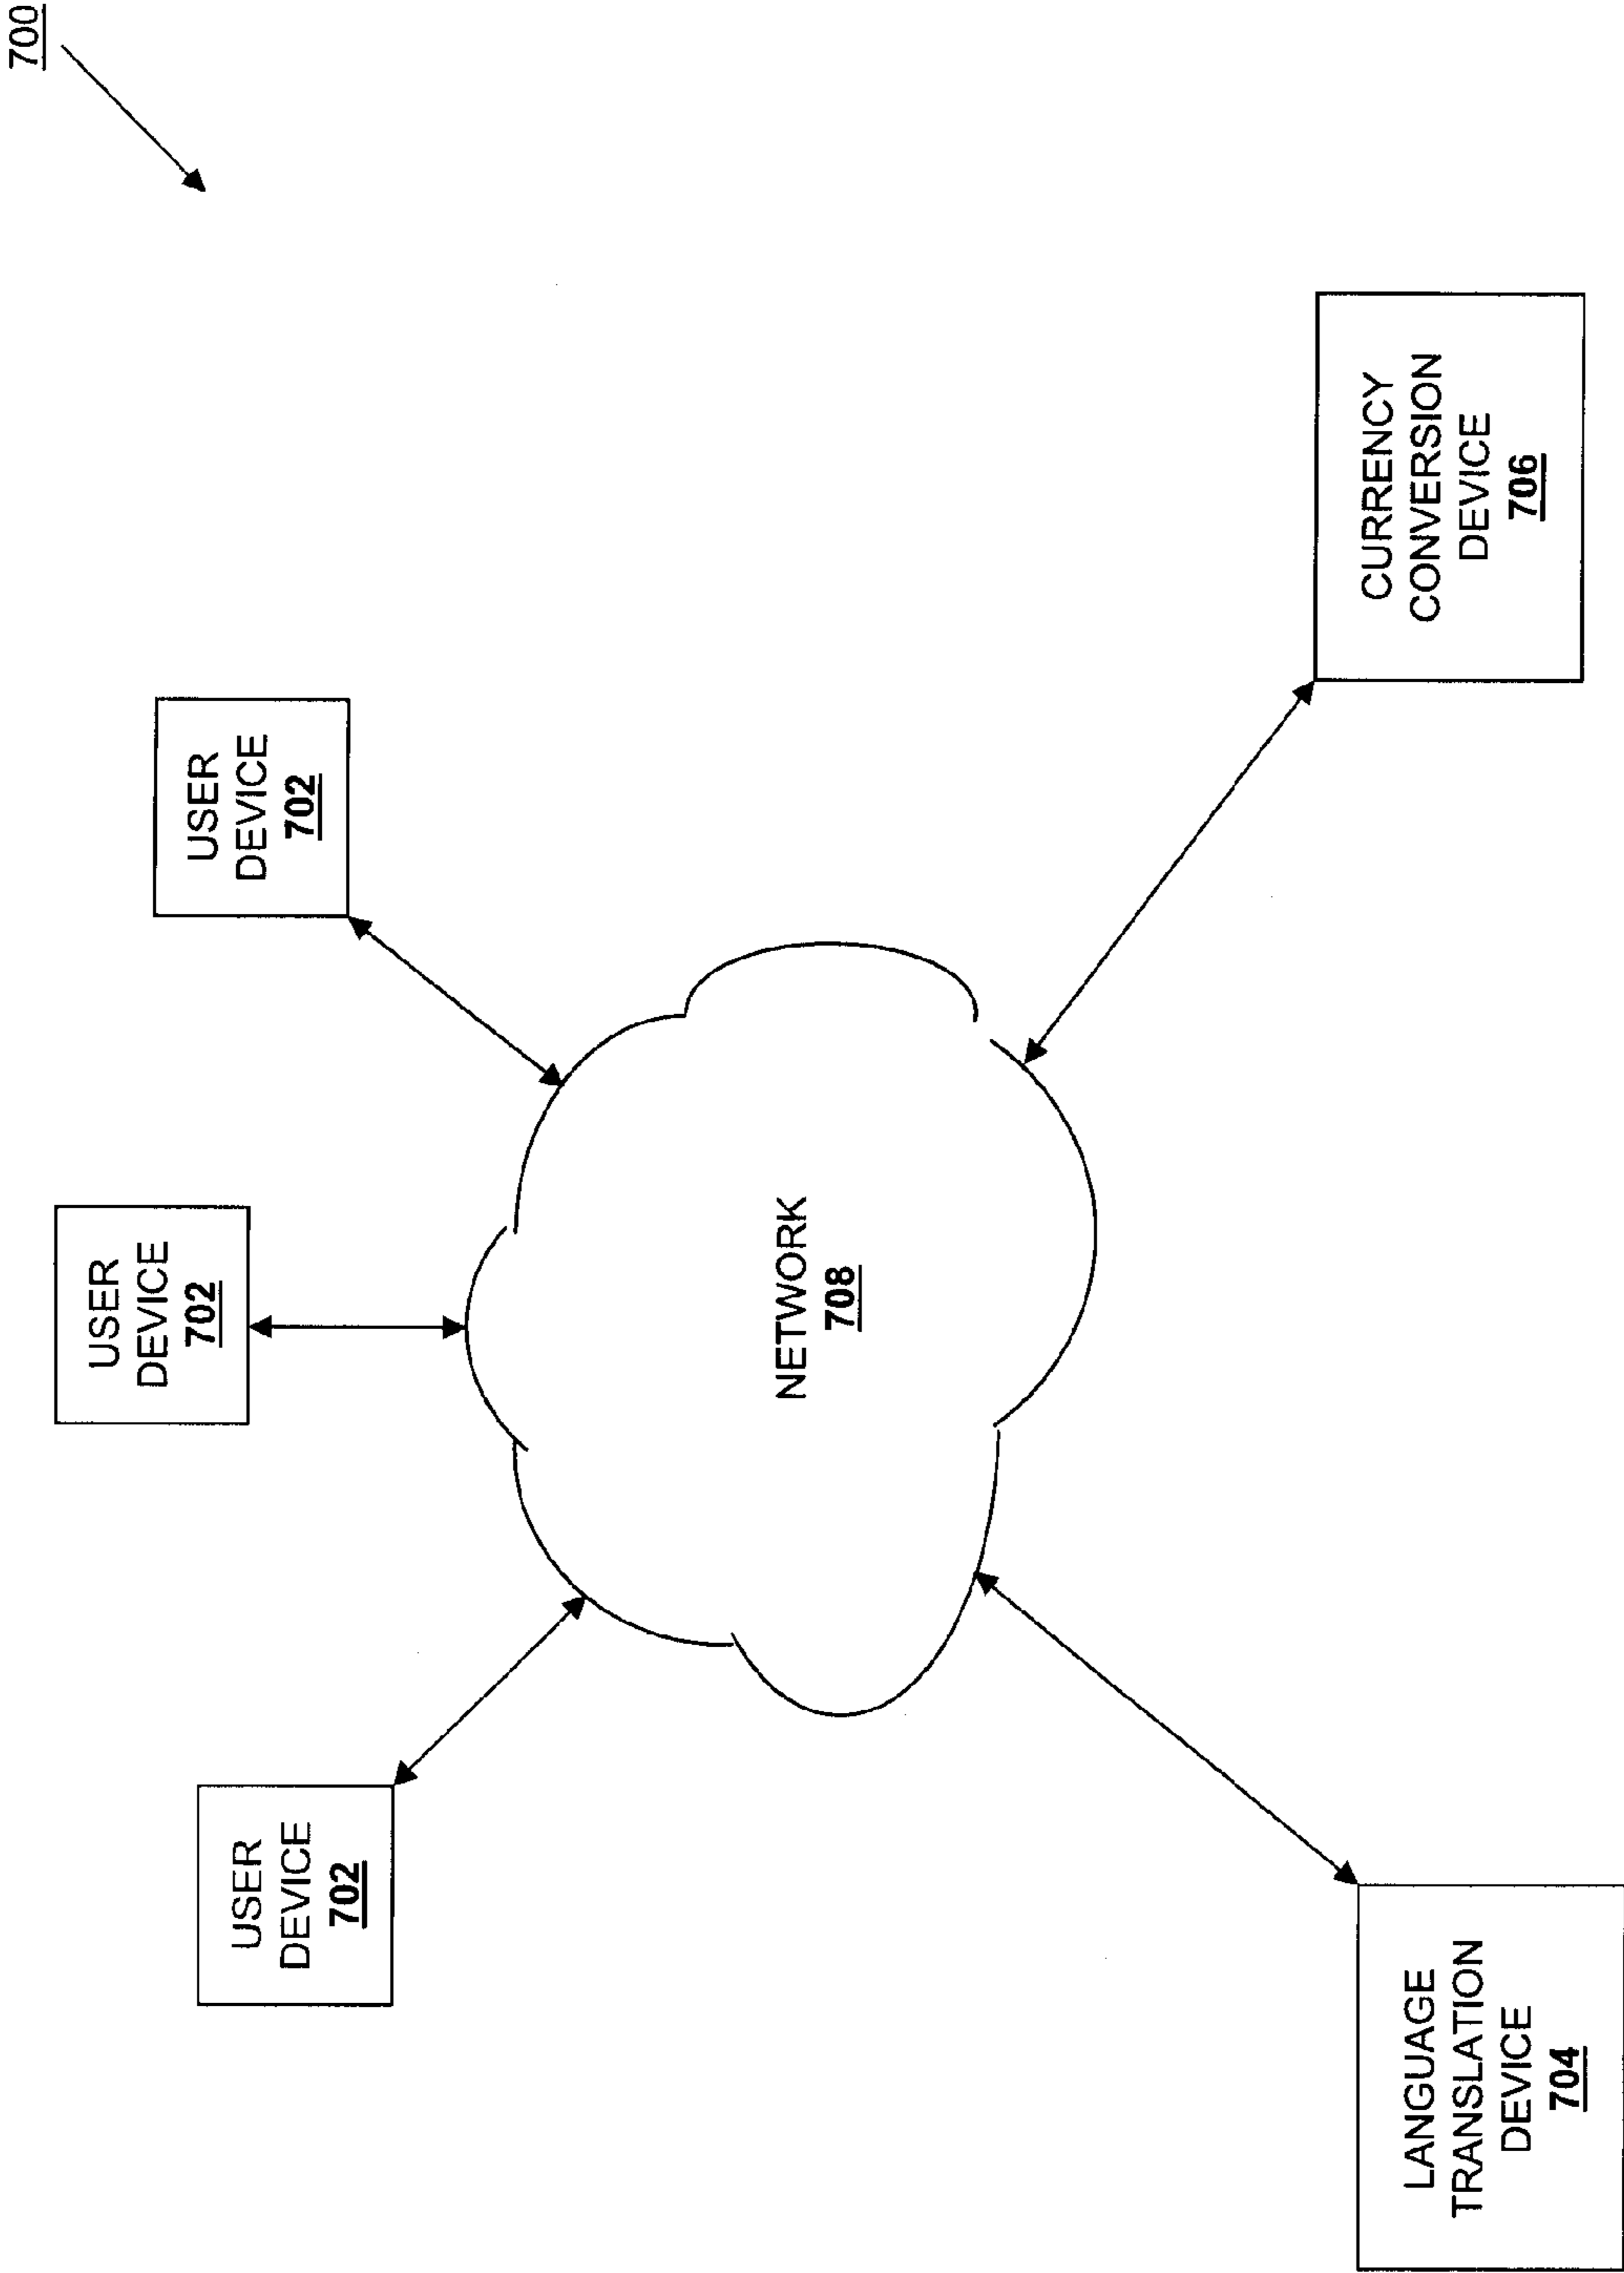 700
USER
DEVICE
702
USER
DEVICE
702
USER
DEVICE
702
NETWORK
708
LANGUAGE
TRANSLATION
DEVICE
704
CURRENCY
CONVERSION
DEVICE
706